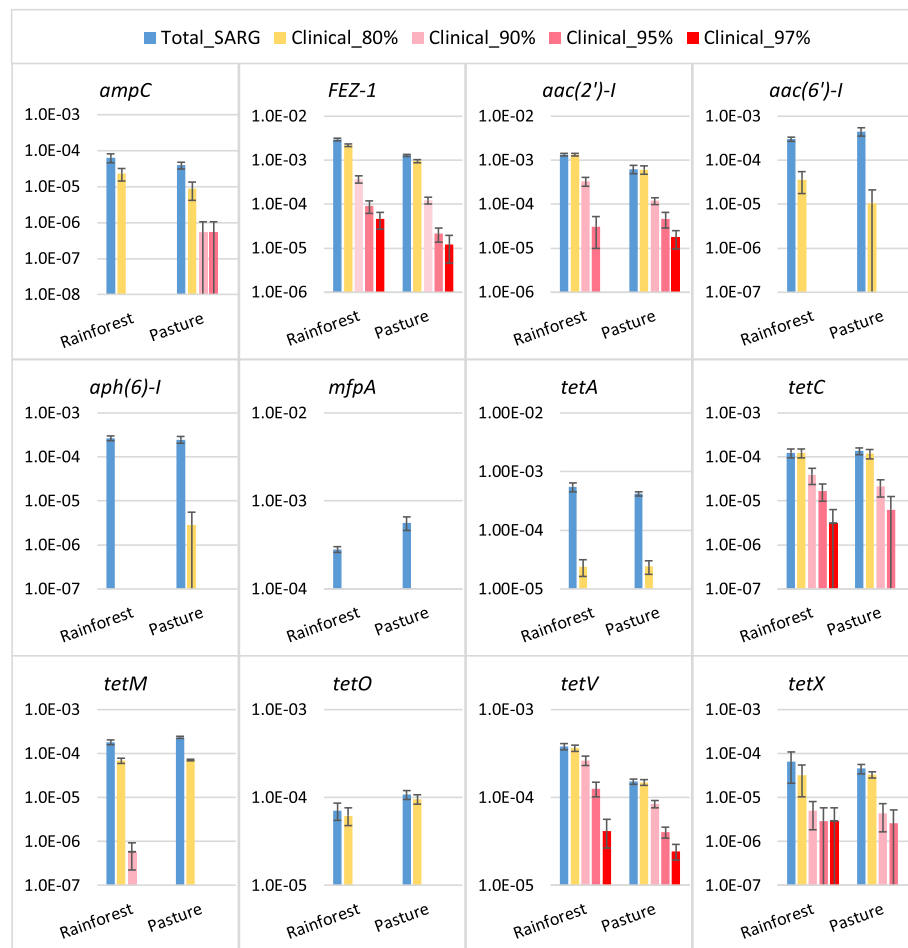 Total_SARG Clinical_80% Clinical_90% Clinical_95% Clinical_97%
ampC
1.0E-03
1.0E-04
1.0E-05
1.0E-06
1.0E-07
1.0E-08
Rainforest Pasture
FEZ-1
1.0E-02
1.0E-03
1.0E-04
1.0E-05
1.0E-06
Rainforest Pasture
aac(2')-I
1.0E-02
1.0E-03
1.0E-04
1.0E-05
1.0E-06
Rainforest Pasture
aac(6')-I
1.0E-03
1.0E-04
1.0E-05
1.0E-06
1.0E-07
Rainforest Pasture
aph(6)-I
1.0E-03
1.0E-04
1.0E-05
1.0E-06
1.0E-07
Rainforest Pasture
mfpA
1.0E-02
1.0E-03
1.0E-04
Rainforest Pasture
tetA
1.00E-02
1.00E-03
1.00E-04
1.00E-05
Rainforest Pasture
tetC
1.0E-03
1.0E-04
1.0E-05
1.0E-06
1.0E-07
Rainforest Pasture
tetM
1.0E-03
1.0E-04
1.0E-05
1.0E-06
1.0E-07
Rainforest Pasture
tetO
1.0E-03
1.0E-04
1.0E-05
Rainforest Pasture
tetV
1.0E-03
1.0E-04
1.0E-05
Rainforest Pasture
tetX
1.0E-03
1.0E-04
1.0E-05
1.0E-06
1.0E-07
Rainforest Pasture